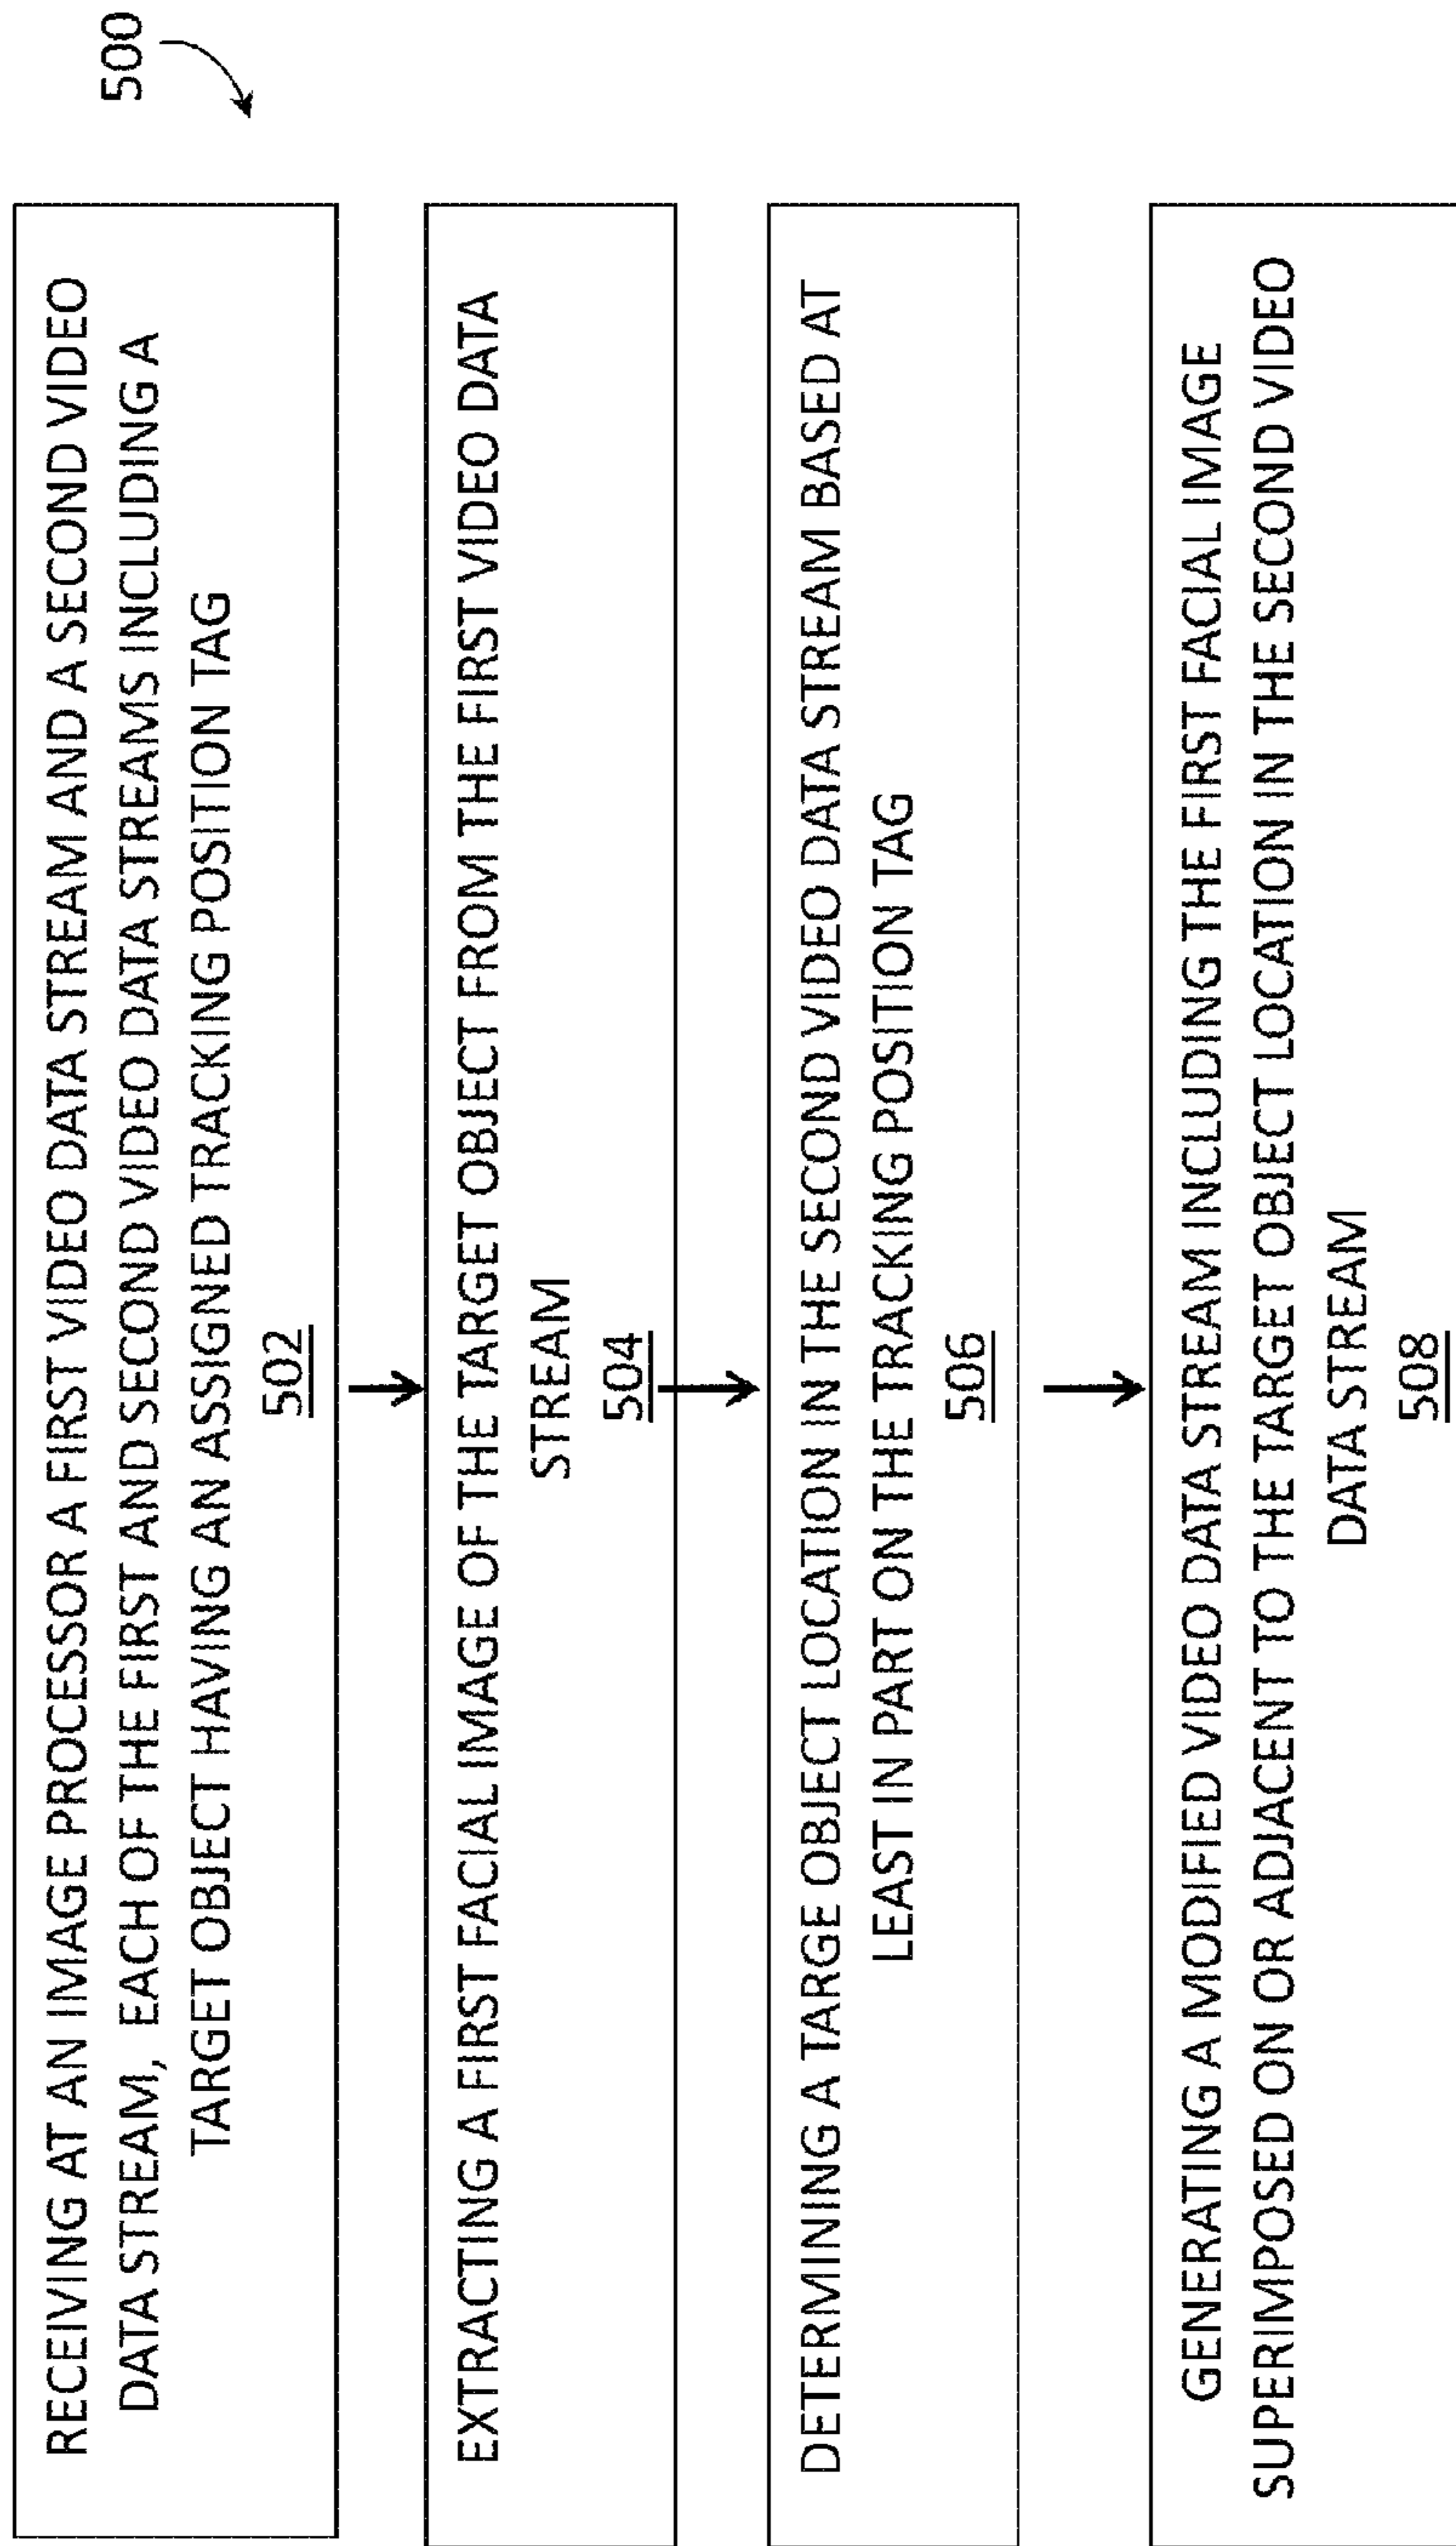 500
RECEIVING AT AN IMAGE PROCESSOR A FIRST VIDEO DATA STREAM AND A SECOND VIDEO
DATA STREAM, EACH OF THE FIRST AND SECOND VIDEO DATA STREAMS INCLUDING A
TARGET OBJECT HAVING AN ASSIGNED TRACKING POSITION TAG
502
EXTRACTING A FIRST FACIAL IMAGE OF THE TARGET OBJECT FROM THE FIRST VIDEO DATA
STREAM
504
DETERMINING A TARGE OBJECT LOCATION IN THE SECOND VIDEO DATA STREAM BASED AT
LEAST IN PART ON THE TRACKING POSITION TAG
506
GENERATING A MODIFIED VIDEO DATA STREAM INCLUDING THE FIRST FACIAL IMAGE
SUPERIMPOSED ON OR ADJACENT TO THE TARGET OBJECT LOCATION IN THE SECOND VIDEO
DATA STREAM
508